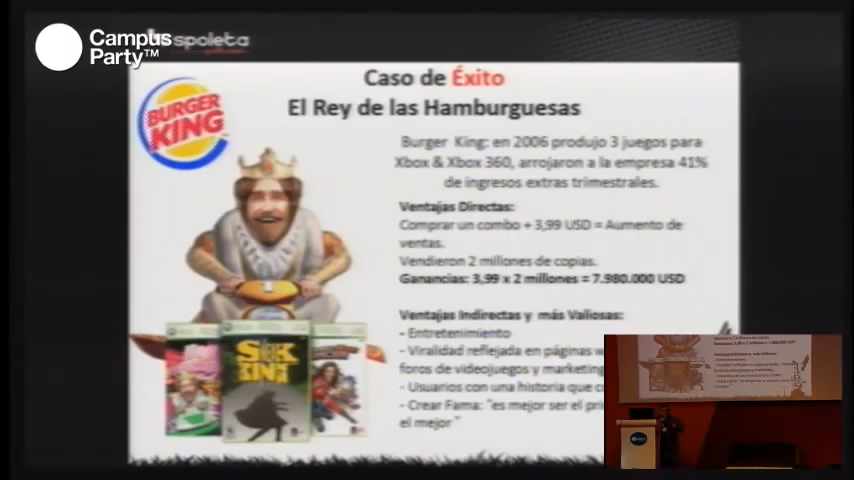 Campus
Party™
espoleta
Caso de Éxito
El Rey de las Hamburguesas
BURGER
KING
Burger King: en 2006 produjo 3 juegos para
Xbox & Xbox 360, arrojaron a la empresa 41%
de ingresos extras trimestrales.
Ventajas Directas:
Comprar un combo + 3,99 USD = Aumento de
ventas.
Vendieron 2 millones de copias.
Ganancias: 3,99 x 2 millones = 7.980.000 USD
Ventajas Indirectas y más Valiosas:
- Entretenimiento
- Viralidad reflejada en páginas
foros de videojuegos y marketing
- Usuarios con una historia que
- Crear Fama: "es mejor ser el
el mejor"
KING